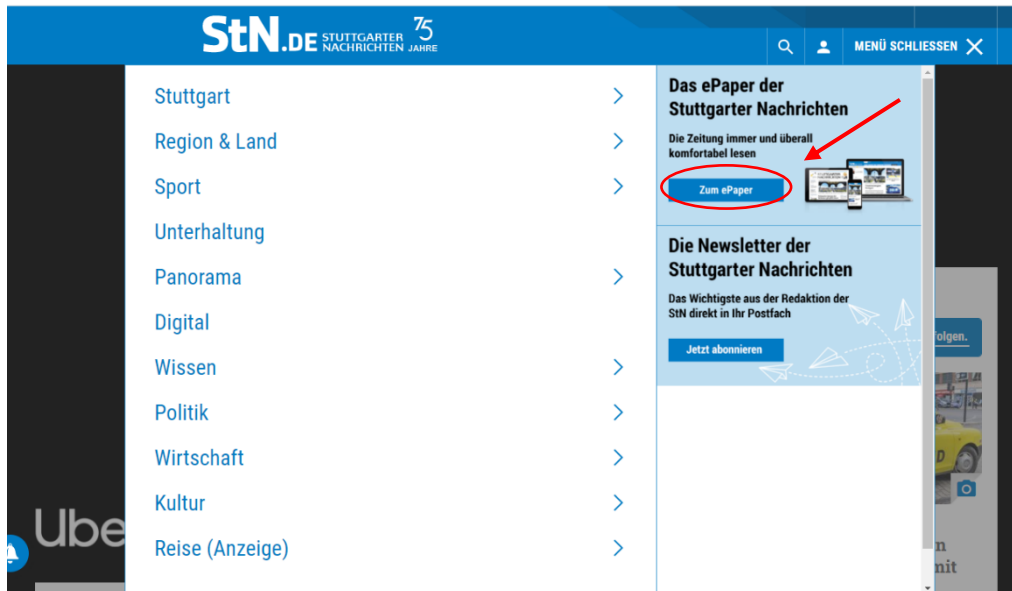 StN.DE STUTTGARTER NACHRICHTEN 75 JAHRE
MENÜ SCHLIESSEN
Stuttgart
Region & Land
Sport
Unterhaltung
Panorama
Digital
Wissen
Politik
Wirtschaft
Kultur
Reise (Anzeige)
Das ePaper der
Stuttgarter Nachrichten
Die Zeitung immer und überall
komfortabel lesen
Zum ePaper
Die Newsletter der
Stuttgarter Nachrichten
Das Wichtigste aus der Redaktion der
StN direkt in Ihr Postfach
Jetzt abonnieren
olgen.
D
Ube
n
mit